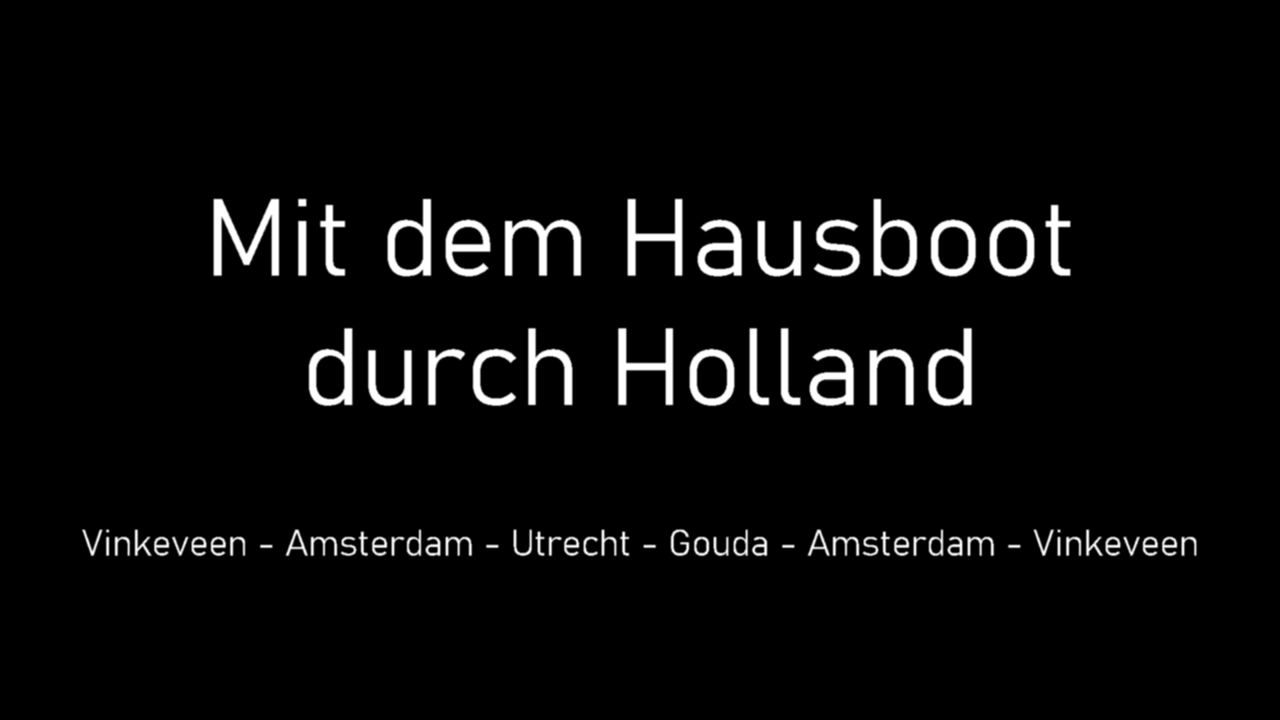 Mit dem Hausboot
durch Holland
Vinkeveen - Amsterdam - Utrecht - Gouda - Amsterdam - Vinkeveen